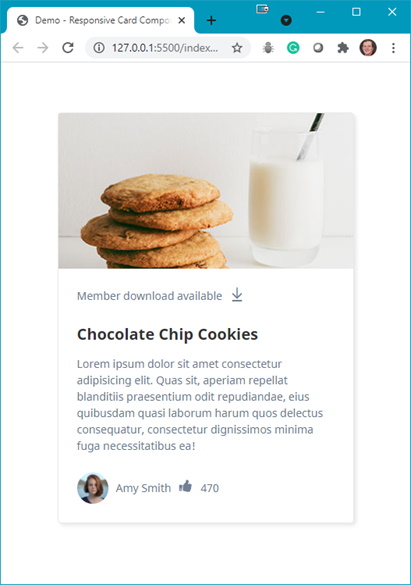 Demo - Responsive Card Compo
127.0.0.1:5500/index...
Member download available
Chocolate Chip Cookies
Lorem ipsum dolor sit amet consectetur
adipisicing elit. Quas sit, aperiam repellat
blanditiis praesentium odit repudiandae, eius
quibusdam quasi laborum harum quos delectus
consequatur, consectetur dignissimos minima
fuga necessitatibus ea!
Amy Smith 470